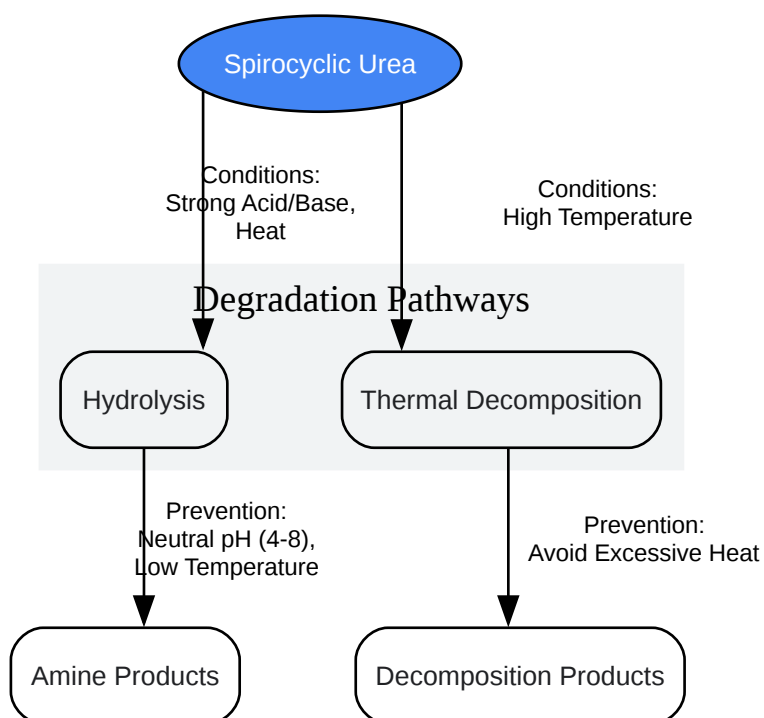 Spirocyclic Urea
Conditions:
Strong Acid/Base,
Heat
Conditions:
High Temperature
Degradation Pathways
Hydrolysis
Thermal Decomposition
Prevention:
Neutral pH (4-8),
Low Temperature
Prevention:
Avoid Excessive Heat
Amine Products
Decomposition Products